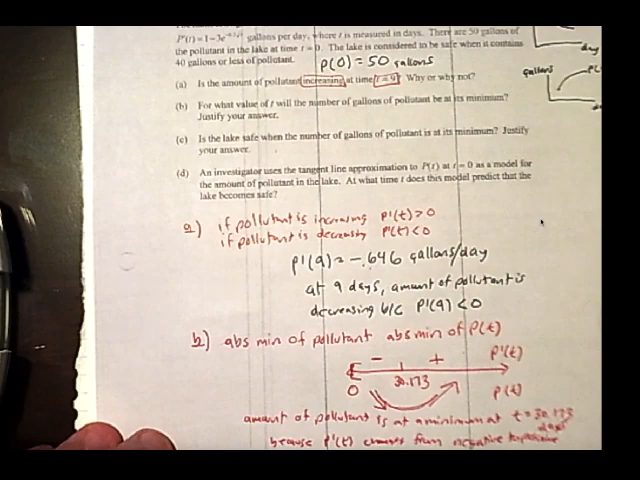 P'(t) = 1 − 3e^(-0.2√t) gallons per day, where t is measured in days. There are 50 gallons of
the pollutant in the lake at time t = 0. The lake is considered to be safe when it contains
40 gallons or less of pollutant. P(0) = 50 gallons
day
gallons
(a) Is the amount of pollutant increasing at time t = 9? Why or why not?
(b) For what value of t will the number of gallons of pollutant be at its minimum?
Justify your answer.
(c) Is the lake safe when the number of gallons of pollutant is at its minimum? Justify
your answer.
(d) An investigator uses the tangent line approximation to P(t) at t = 0 as a model for
the amount of pollutant in the lake. At what time t does this model predict that the
lake becomes safe?
a) if pollutant is increasing P'(t) > 0
if pollutant is decreasing P'(t) < 0
P'(9) = -.646 gallons/day
at 9 days, amount of pollutant is
decreasing b/c P'(9) < 0
b) abs min of pollutant abs min of P(t)
− + P'(t)
0 30.173 P(t)
amount of pollutant is at a minimum at t = 30.173
days
because P'(t) changes from negative to positive